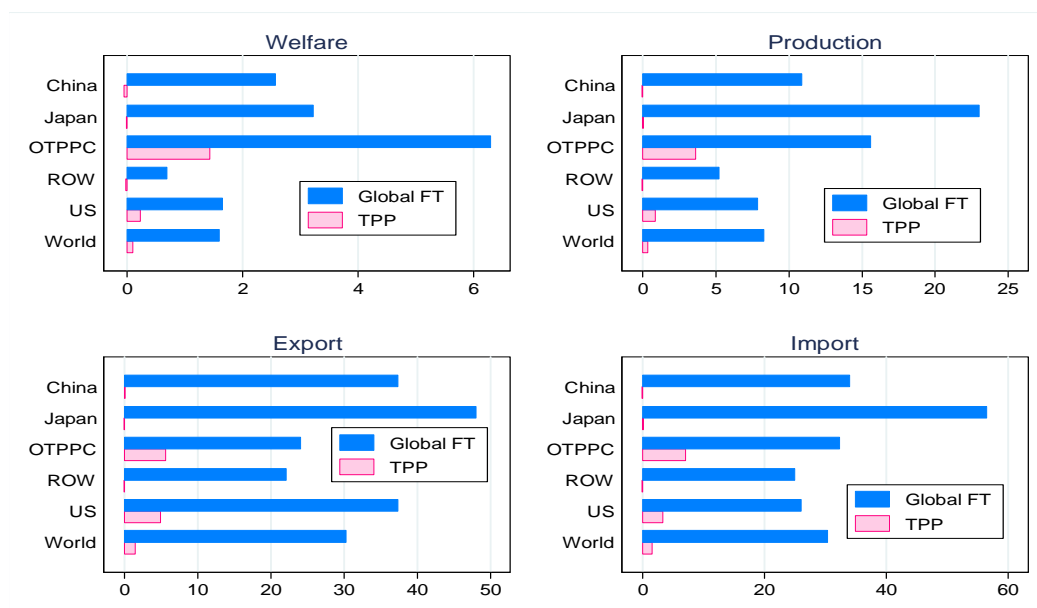 Welfare
China
Japan
OTPPC
ROW
US
World
Global FT
TPP
0 2 4 6
Production
China
Japan
OTPPC
ROW
US
World
Global FT
TPP
0 5 10 15 20 25
Export
China
Japan
OTPPC
ROW
US
World
Global FT
TPP
0 10 20 30 40 50
Import
China
Japan
OTPPC
ROW
US
World
Global FT
TPP
0 20 40 60